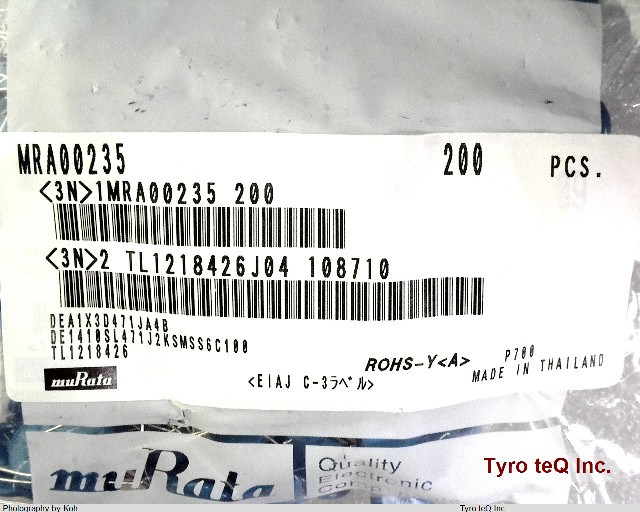 MRA00235 200 PCS.
<3N>1MRA00235 200
<3N>2 TL1218426J04 108710
DEA1X3D471JA4B
DE1410SL471J2KSMSS6C100
TL1218426
ROHS-Y<A> P700
muRata <EIAJ C-3ラベル> MADE IN THAILAND
muRata
Quality
Electronic
Comp
Tyro teQ Inc.
Photography by Koh Tyro teQ Inc